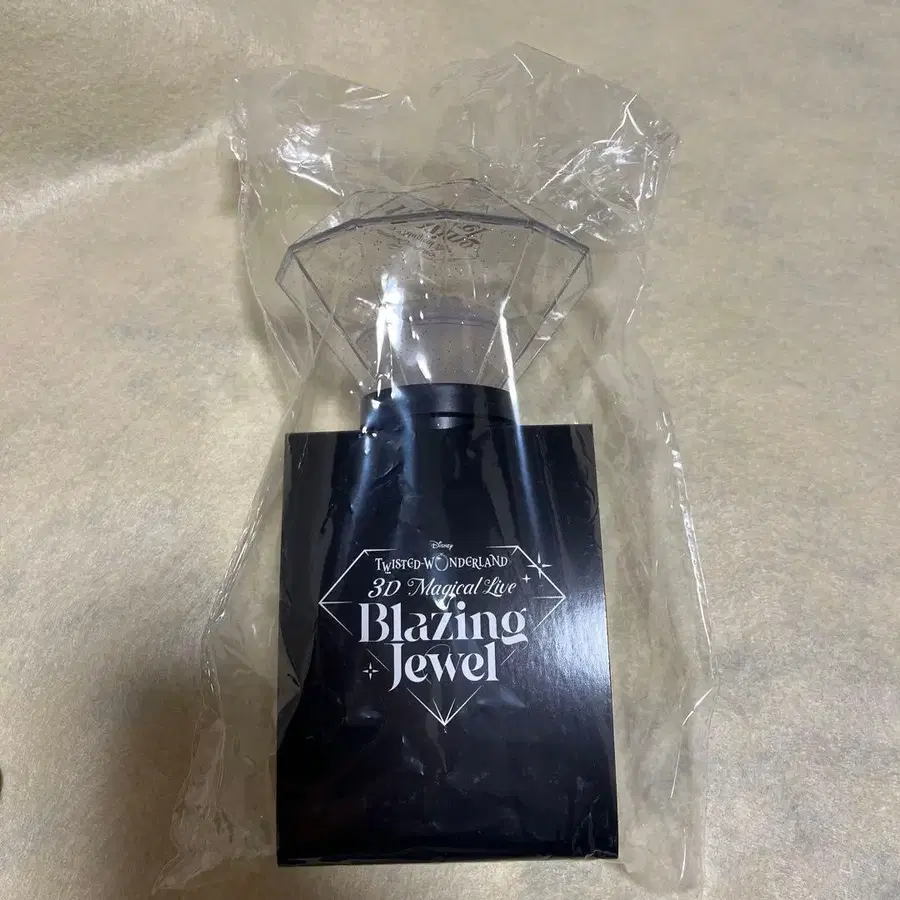 Disney
TWISTED-WONDERLAND
3D Magical Live
Blazing
Jewel